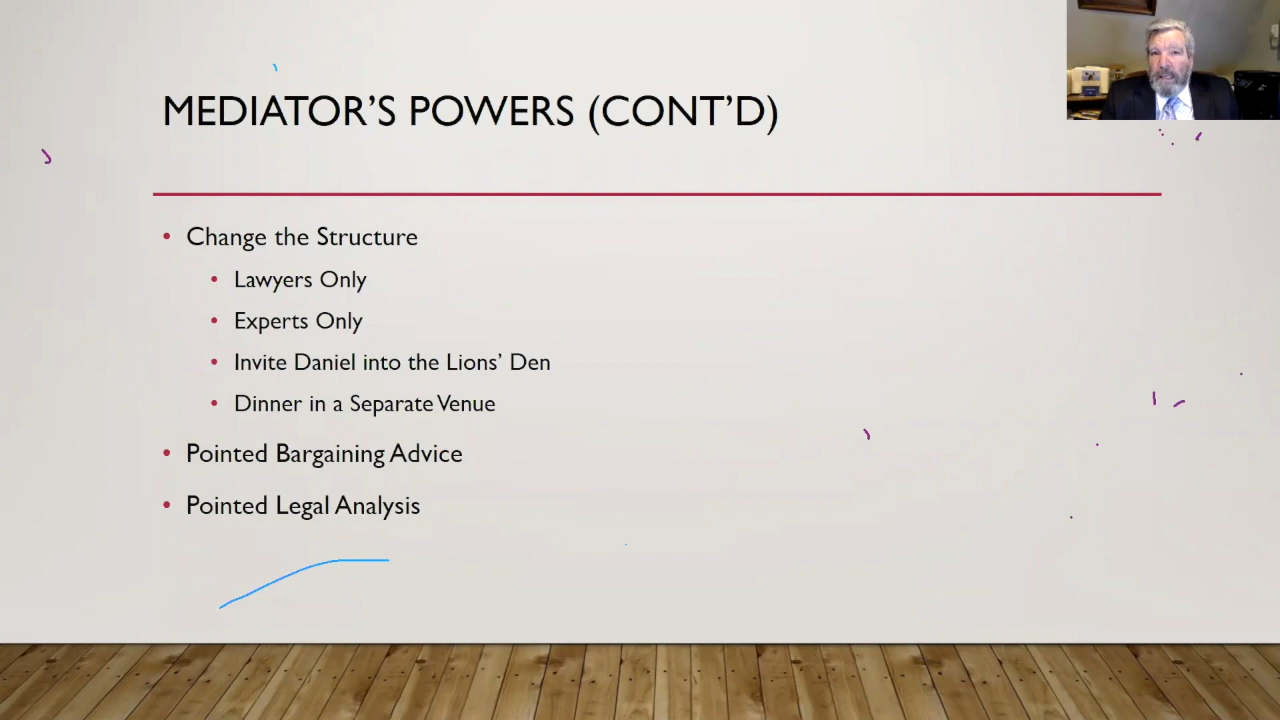 MEDIATOR’S POWERS (CONT’D)
• Change the Structure
• Lawyers Only
• Experts Only
• Invite Daniel into the Lions’ Den
• Dinner in a Separate Venue
• Pointed Bargaining Advice
• Pointed Legal Analysis